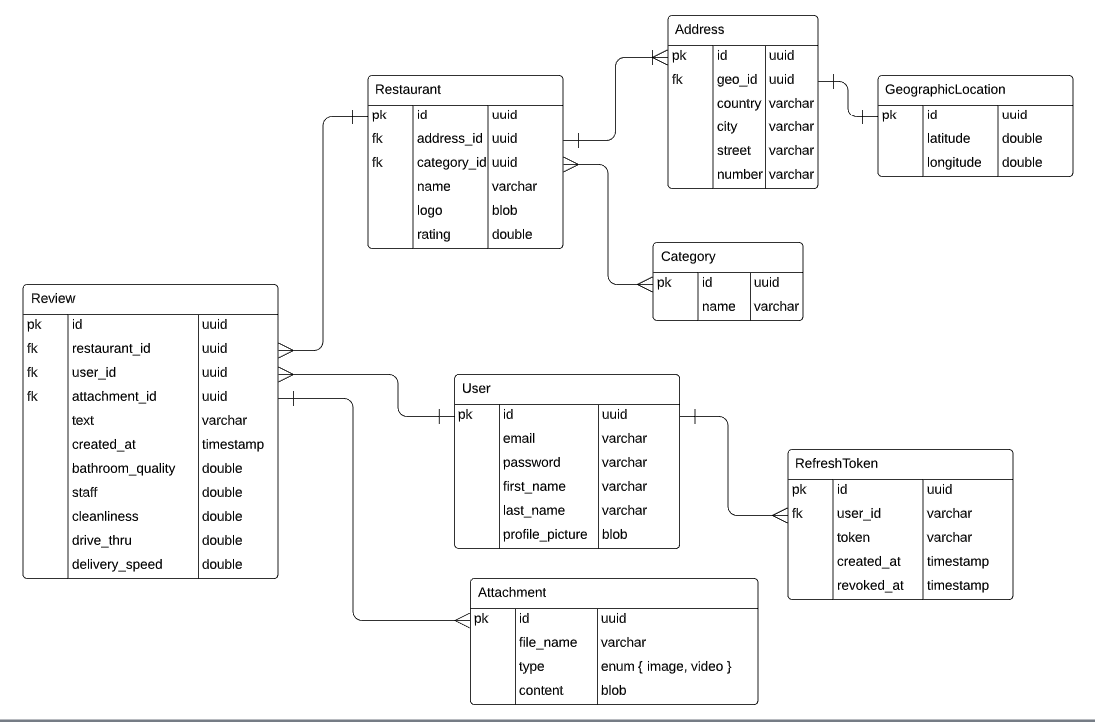 Address
pk id uuid
fk geo_id uuid
country varchar
city varchar
street varchar
number varchar
Restaurant
pk id uuid
fk address_id uuid
fk category_id uuid
name varchar
logo blob
rating double
GeographicLocation
pk id uuid
latitude double
longitude double
Category
pk id uuid
name varchar
Review
pk id uuid
fk restaurant_id uuid
fk user_id uuid
fk attachment_id uuid
text varchar
created_at timestamp
bathroom_quality double
staff double
cleanliness double
drive_thru double
delivery_speed double
User
pk id uuid
email varchar
password varchar
first_name varchar
last_name varchar
profile_picture blob
RefreshToken
pk id uuid
fk user_id varchar
token varchar
created_at timestamp
revoked_at timestamp
Attachment
pk id uuid
file_name varchar
type enum { image, video }
content blob